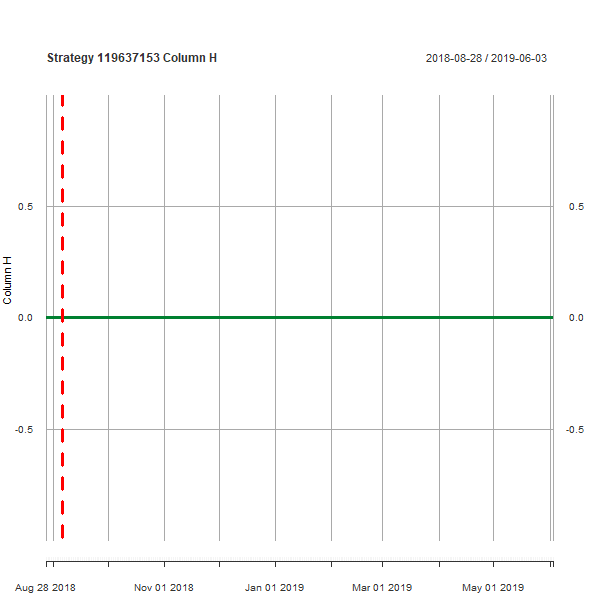 Strategy 119637153 Column H
2018-08-28 / 2019-06-03
0.5
0.5
Column H
0.0
0.0
-0.5
-0.5
Aug 28 2018
Nov 01 2018
Jan 01 2019
Mar 01 2019
May 01 2019